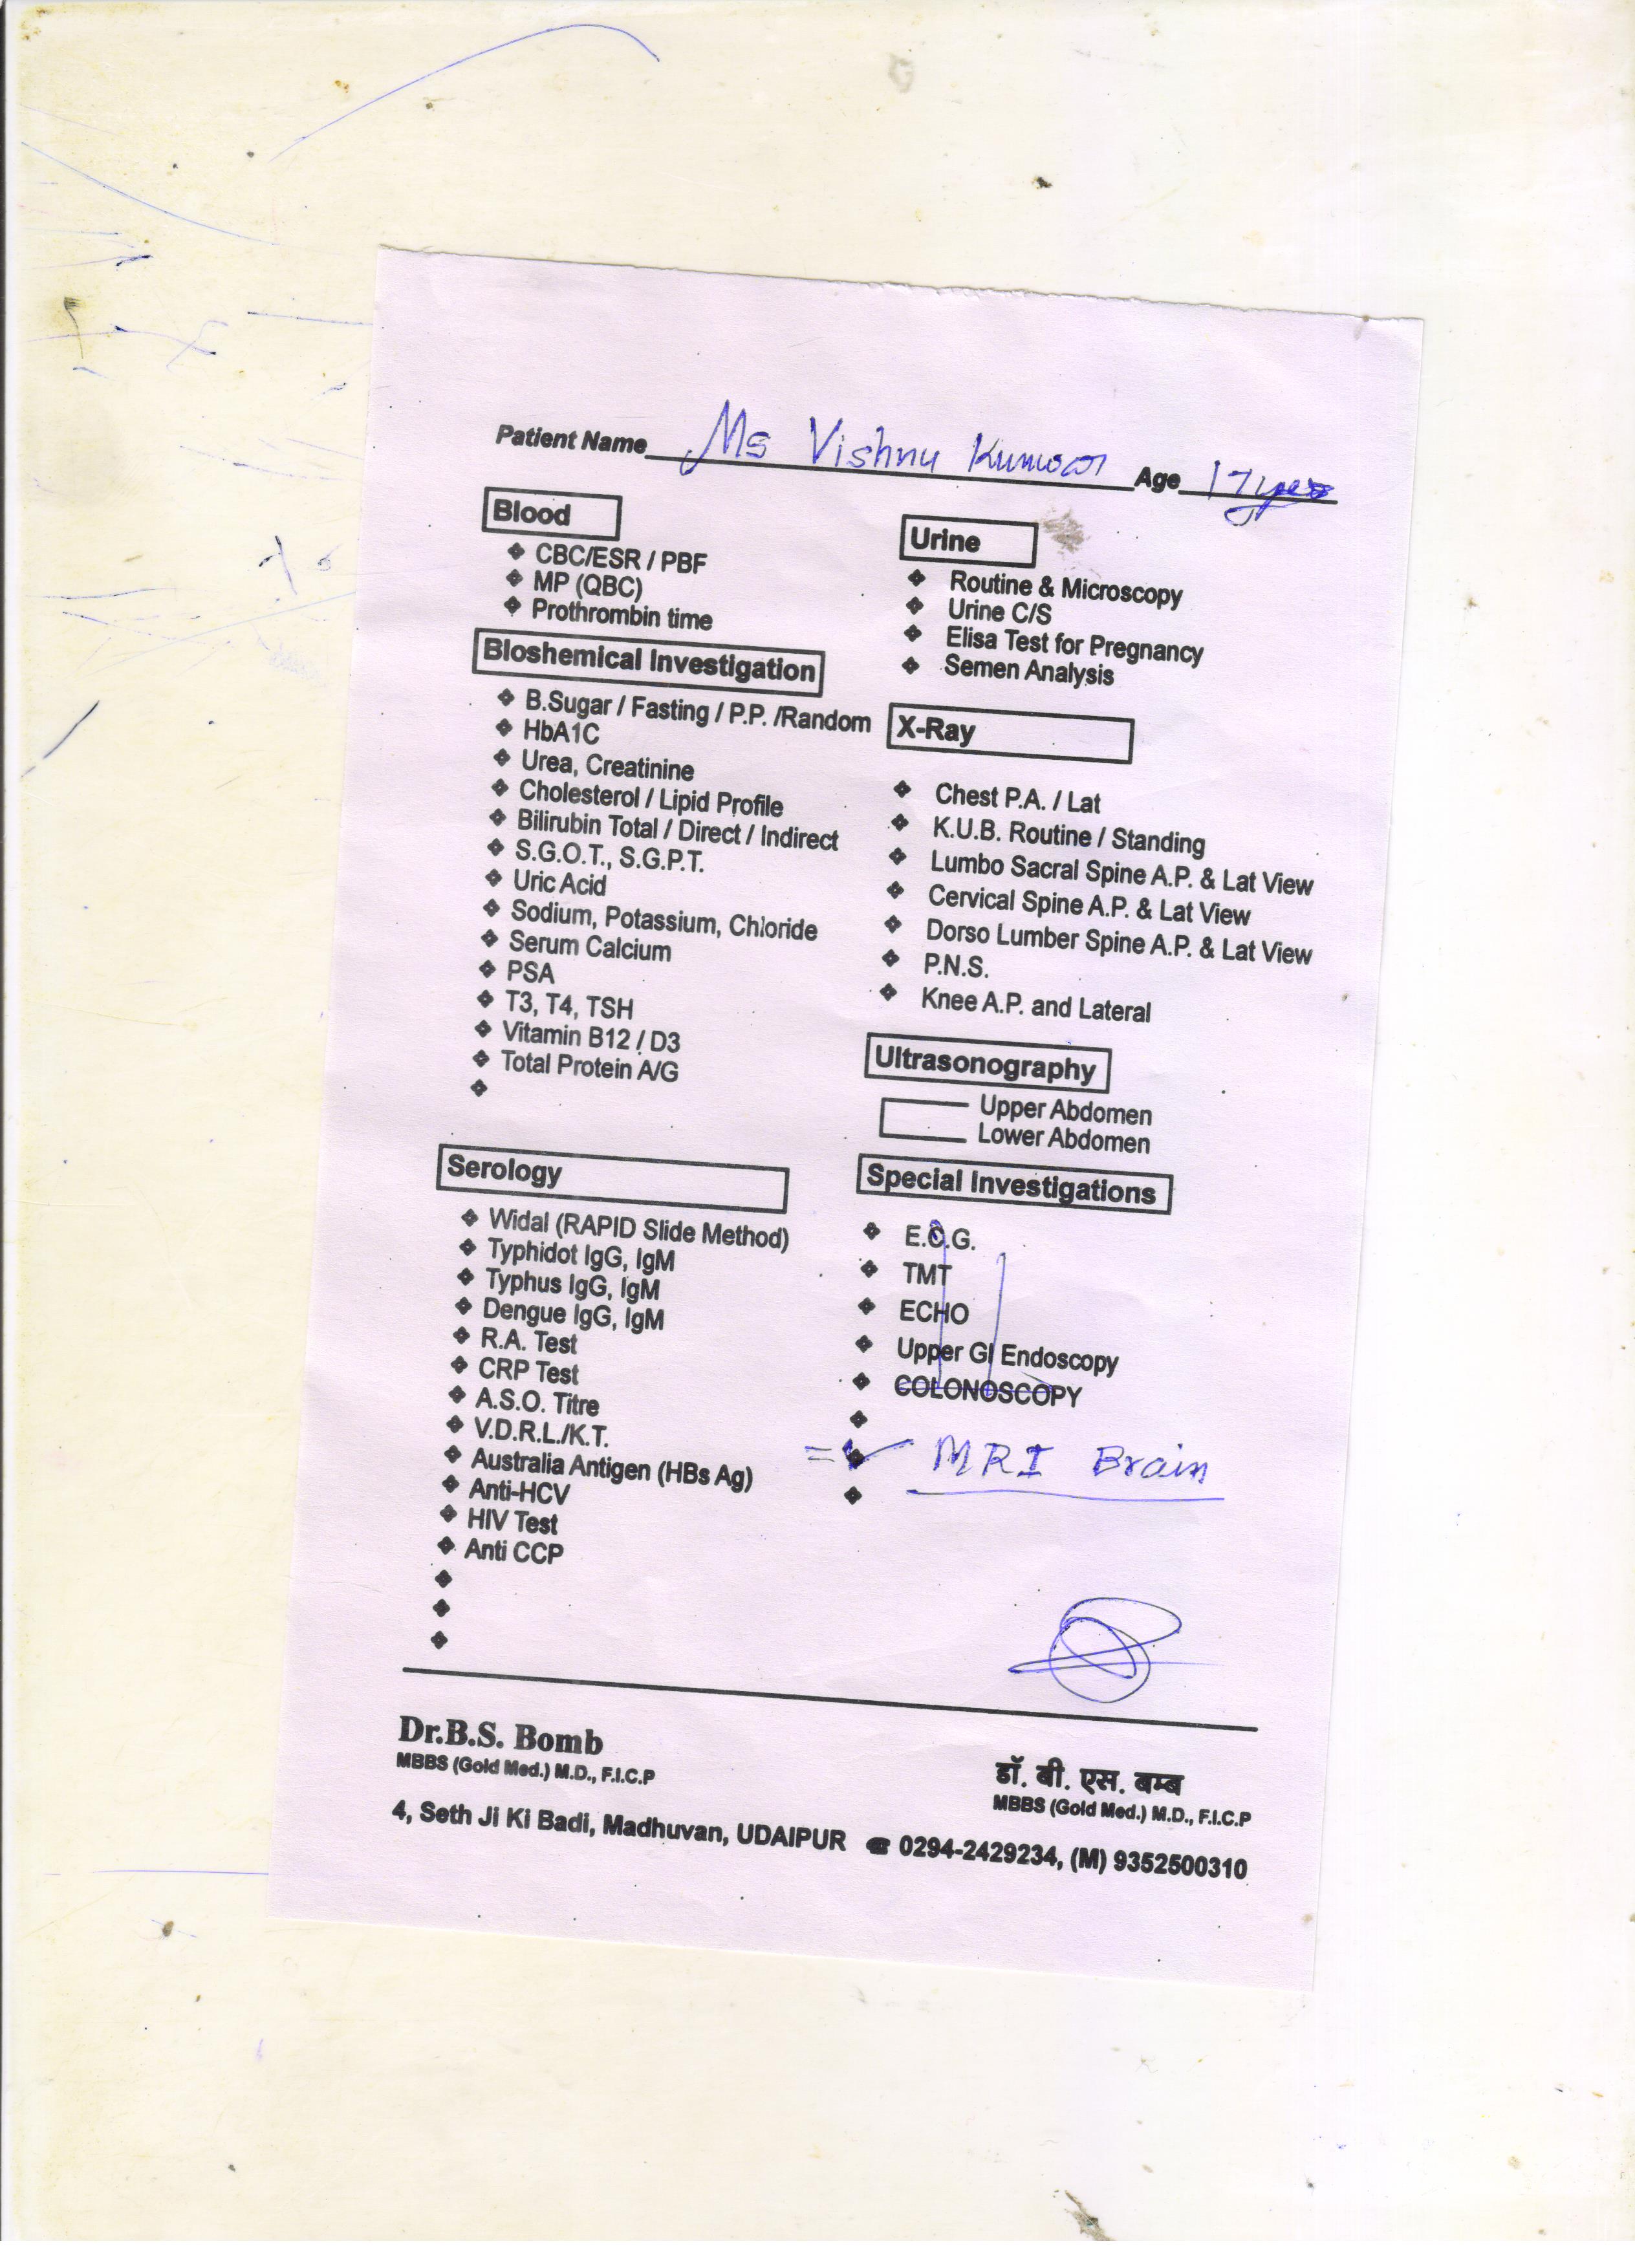 Patient Name Ms Vishnu Kunwar Age 17 yrs
Blood
❖ CBC/ESR / PBF
❖ MP (QBC)
❖ Prothrombin time
Bloshemical Investigation
❖ B.Sugar / Fasting / P.P. /Random
❖ HbA1C
❖ Urea, Creatinine
❖ Cholesterol / Lipid Profile
❖ Bilirubin Total / Direct / Indirect
❖ S.G.O.T., S.G.P.T.
❖ Uric Acid
❖ Sodium, Potassium, Chloride
❖ Serum Calcium
❖ PSA
❖ T3, T4, TSH
❖ Vitamin B12 / D3
❖ Total Protein A/G
❖
Serology
❖ Widal (RAPID Slide Method)
❖ Typhidot IgG, IgM
❖ Typhus IgG, IgM
❖ Dengue IgG, IgM
❖ R.A. Test
❖ CRP Test
❖ A.S.O. Titre
❖ V.D.R.L./K.T.
❖ Australia Antigen (HBs Ag)
❖ Anti-HCV
❖ HIV Test
❖ Anti CCP
❖
❖
❖
Urine
❖ Routine & Microscopy
❖ Urine C/S
❖ Elisa Test for Pregnancy
❖ Semen Analysis
X-Ray
❖ Chest P.A. / Lat
❖ K.U.B. Routine / Standing
❖ Lumbo Sacral Spine A.P. & Lat View
❖ Cervical Spine A.P. & Lat View
❖ Dorso Lumber Spine A.P. & Lat View
❖ P.N.S.
❖ Knee A.P. and Lateral
Ultrasonography
Upper Abdomen
Lower Abdomen
Special Investigations
❖ E.C.G.
❖ TMT
❖ ECHO
❖ Upper GI Endoscopy
❖ COLONOSCOPY
❖
= ✓ MRI Brain
❖
Dr.B.S. Bomb
MBBS (Gold Med.) M.D., F.I.C.P
डॉ. बी. एस. बम्ब
MBBS (Gold Med.) M.D., F.I.C.P
4, Seth Ji Ki Badi, Madhuvan, UDAIPUR ☎ 0294-2429234, (M) 9352500310